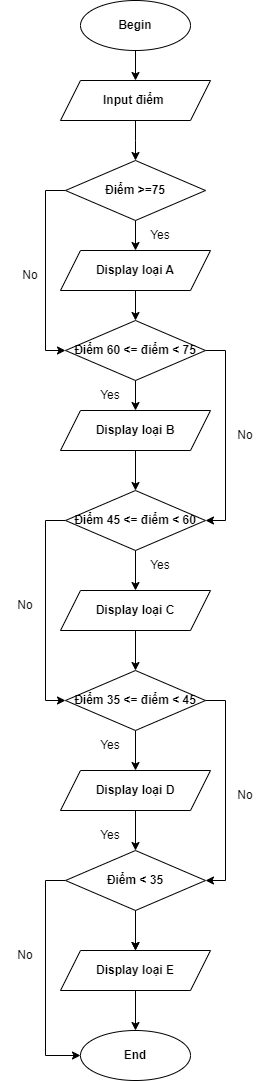 Begin
Input điểm
Điểm >=75
Yes
No
Display loại A
Điểm 60 <= điểm < 75
Yes
Display loại B
No
Điểm 45 <= điểm < 60
Yes
No
Display loại C
Điểm 35 <= điểm < 45
Yes
Display loại D
No
Yes
Điểm < 35
No
Display loại E
End